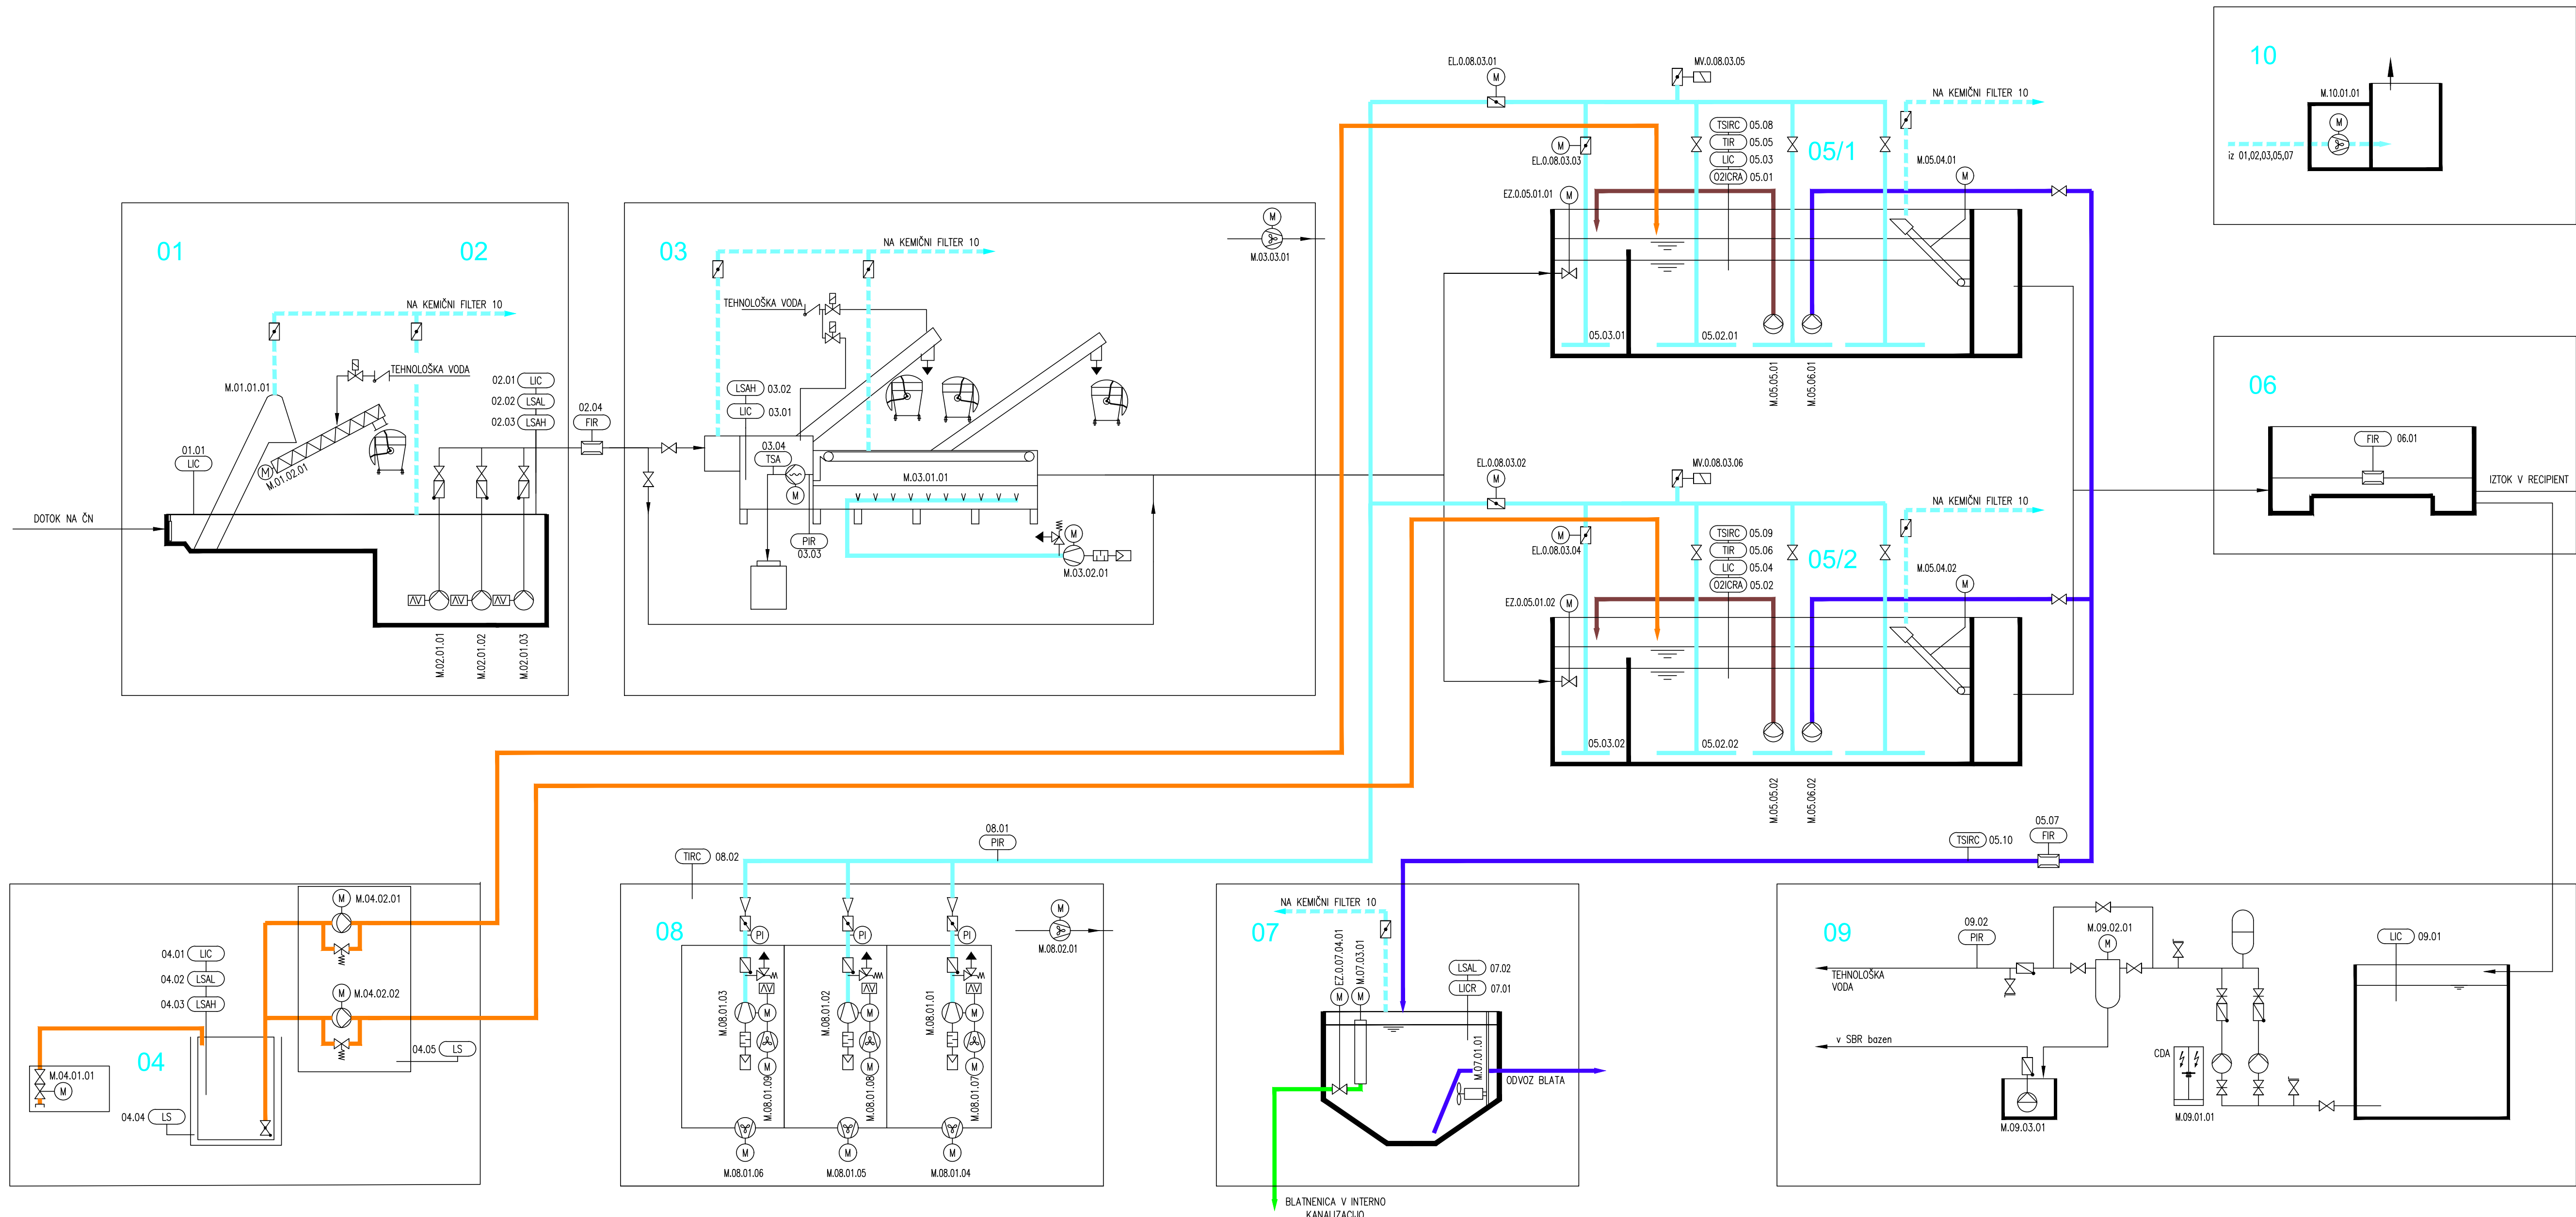 01
02
NA KEMIČNI FILTER 10
M.01.01.01
TEHNOLOŠKA VODA
M
M.01.02.01
01.01
LIC
02.01 LIC
02.02 LSAL
02.03 LSAH
DOTOK NA ČN
M.02.01.01
M.02.01.02
M.02.01.03
02.04
FIR
03
NA KEMIČNI FILTER 10
M
M.03.03.01
TEHNOLOŠKA VODA
LSAH 03.02
LIC 03.01
03.04
TSA
M
M.03.01.01
PIR
03.03
M
M.03.02.01
EL.0.08.03.01
M
MV.0.08.03.05
NA KEMIČNI FILTER 10
M
EL.0.08.03.03
TSIRC 05.08
TIR 05.05
LIC 05.03
O2ICRA 05.01
05/1
M.05.04.01
M
EZ.0.05.01.01
M
05.03.01
05.02.01
M.05.05.01
M.05.06.01
EL.0.08.03.02
M
MV.0.08.03.06
NA KEMIČNI FILTER 10
M
EL.0.08.03.04
TSIRC 05.09
TIR 05.06
LIC 05.04
O2ICRA 05.02
05/2
M.05.04.02
M
EZ.0.05.01.02
M
05.03.02
05.02.02
M.05.05.02
M.05.06.02
TSIRC 05.10
05.07
FIR
10
M.10.01.01
M
iz 01,02,03,05,07
06
FIR 06.01
IZTOK V RECIPIENT
04
M M.04.02.01
M M.04.02.02
04.01 LIC
04.02 LSAL
04.03 LSAH
04.05 LS
M.04.01.01
M
04.04 LS
08
TIRC 08.02
08.01
PIR
PI
PI
PI
M
M.08.02.01
M.08.01.03
M
M
M.08.01.09
M.08.01.02
M
M
M.08.01.08
M.08.01.01
M
M
M.08.01.07
M
M.08.01.06
M
M.08.01.05
M
M.08.01.04
07
NA KEMIČNI FILTER 10
EZ.0.07.04.01
M
M.07.03.01
M
LSAL 07.02
LICR 07.01
M.07.01.01
ODVOZ BLATA
BLATNENICA V INTERNO
KANALIZACIJO
09
09.02
PIR
M.09.02.01
M
TEHNOLOŠKA
VODA
v SBR bazen
M.09.03.01
CDA
M.09.01.01
LIC 09.01